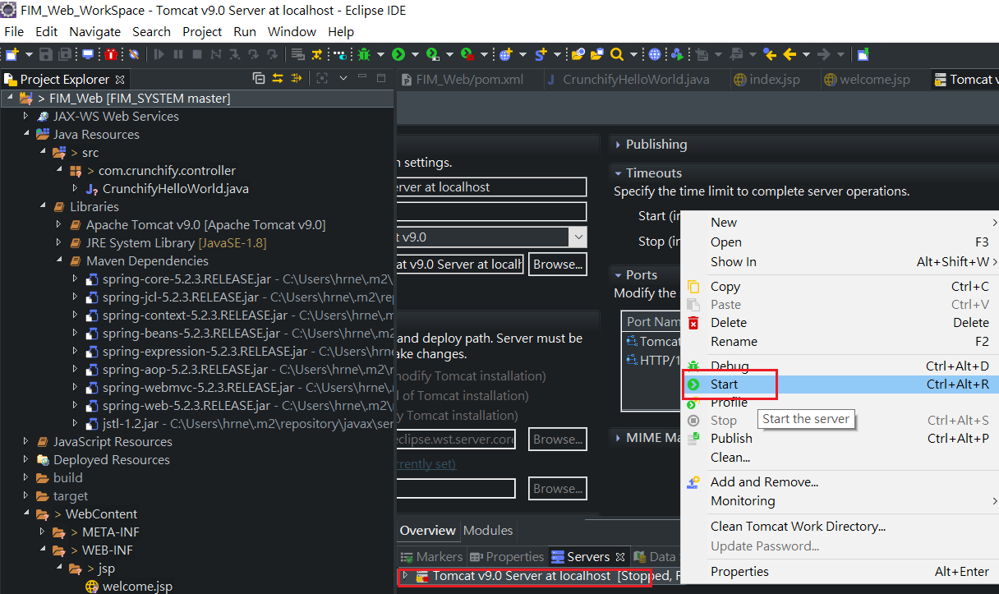 FIM_Web_WorkSpace - Tomcat v9.0 Server at localhost - Eclipse IDE
File Edit Navigate Search Project Run Window Help
Project Explorer
FIM_Web/pom.xml CrunchifyHelloWorld.java index.jsp welcome.jsp Tomcat v
> FIM_Web [FIM_SYSTEM master]
JAX-WS Web Services
Java Resources
> src
> com.crunchify.controller
> CrunchifyHelloWorld.java
Libraries
Apache Tomcat v9.0 [Apache Tomcat v9.0]
JRE System Library [JavaSE-1.8]
Maven Dependencies
spring-core-5.2.3.RELEASE.jar - C:\Users\hrne\.m2\r
spring-jcl-5.2.3.RELEASE.jar - C:\Users\hrne\.m2\rep
spring-context-5.2.3.RELEASE.jar - C:\Users\hrne\.m
spring-beans-5.2.3.RELEASE.jar - C:\Users\hrne\.m2
spring-expression-5.2.3.RELEASE.jar - C:\Users\hrne
spring-aop-5.2.3.RELEASE.jar - C:\Users\hrne\.m2\r
spring-webmvc-5.2.3.RELEASE.jar - C:\Users\hrne\
spring-web-5.2.3.RELEASE.jar - C:\Users\hrne\.m2\r
jstl-1.2.jar - C:\Users\hrne\.m2\repository\javax\ser
JavaScript Resources
Deployed Resources
build
target
> WebContent
> META-INF
> WEB-INF
> jsp
welcome.jsp
n settings.
erver at localhost
t v9.0
at v9.0 Server at localh Browse...
and deploy path. Server must be
ake changes.
modify Tomcat installation)
l of Tomcat installation)
y Tomcat installation)
eclipse.wst.server.core Browse...
rrently set)
Browse...
Publishing
Timeouts
Specify the time limit to complete server operations.
Start (in
Stop (in
Ports
Modify the
Port Nam
Tomcat
HTTP/1
MIME Ma
Overview Modules
Markers Properties Servers Data
Tomcat v9.0 Server at localhost [Stopped, R
New
Open F3
Show In Alt+Shift+W
Copy Ctrl+C
Paste Ctrl+V
Delete Delete
Rename F2
Debug Ctrl+Alt+D
Start Ctrl+Alt+R
Profile
Start the server
Stop Ctrl+Alt+S
Publish Ctrl+Alt+P
Clean...
Add and Remove...
Monitoring
Clean Tomcat Work Directory...
Update Password...
Properties Alt+Enter